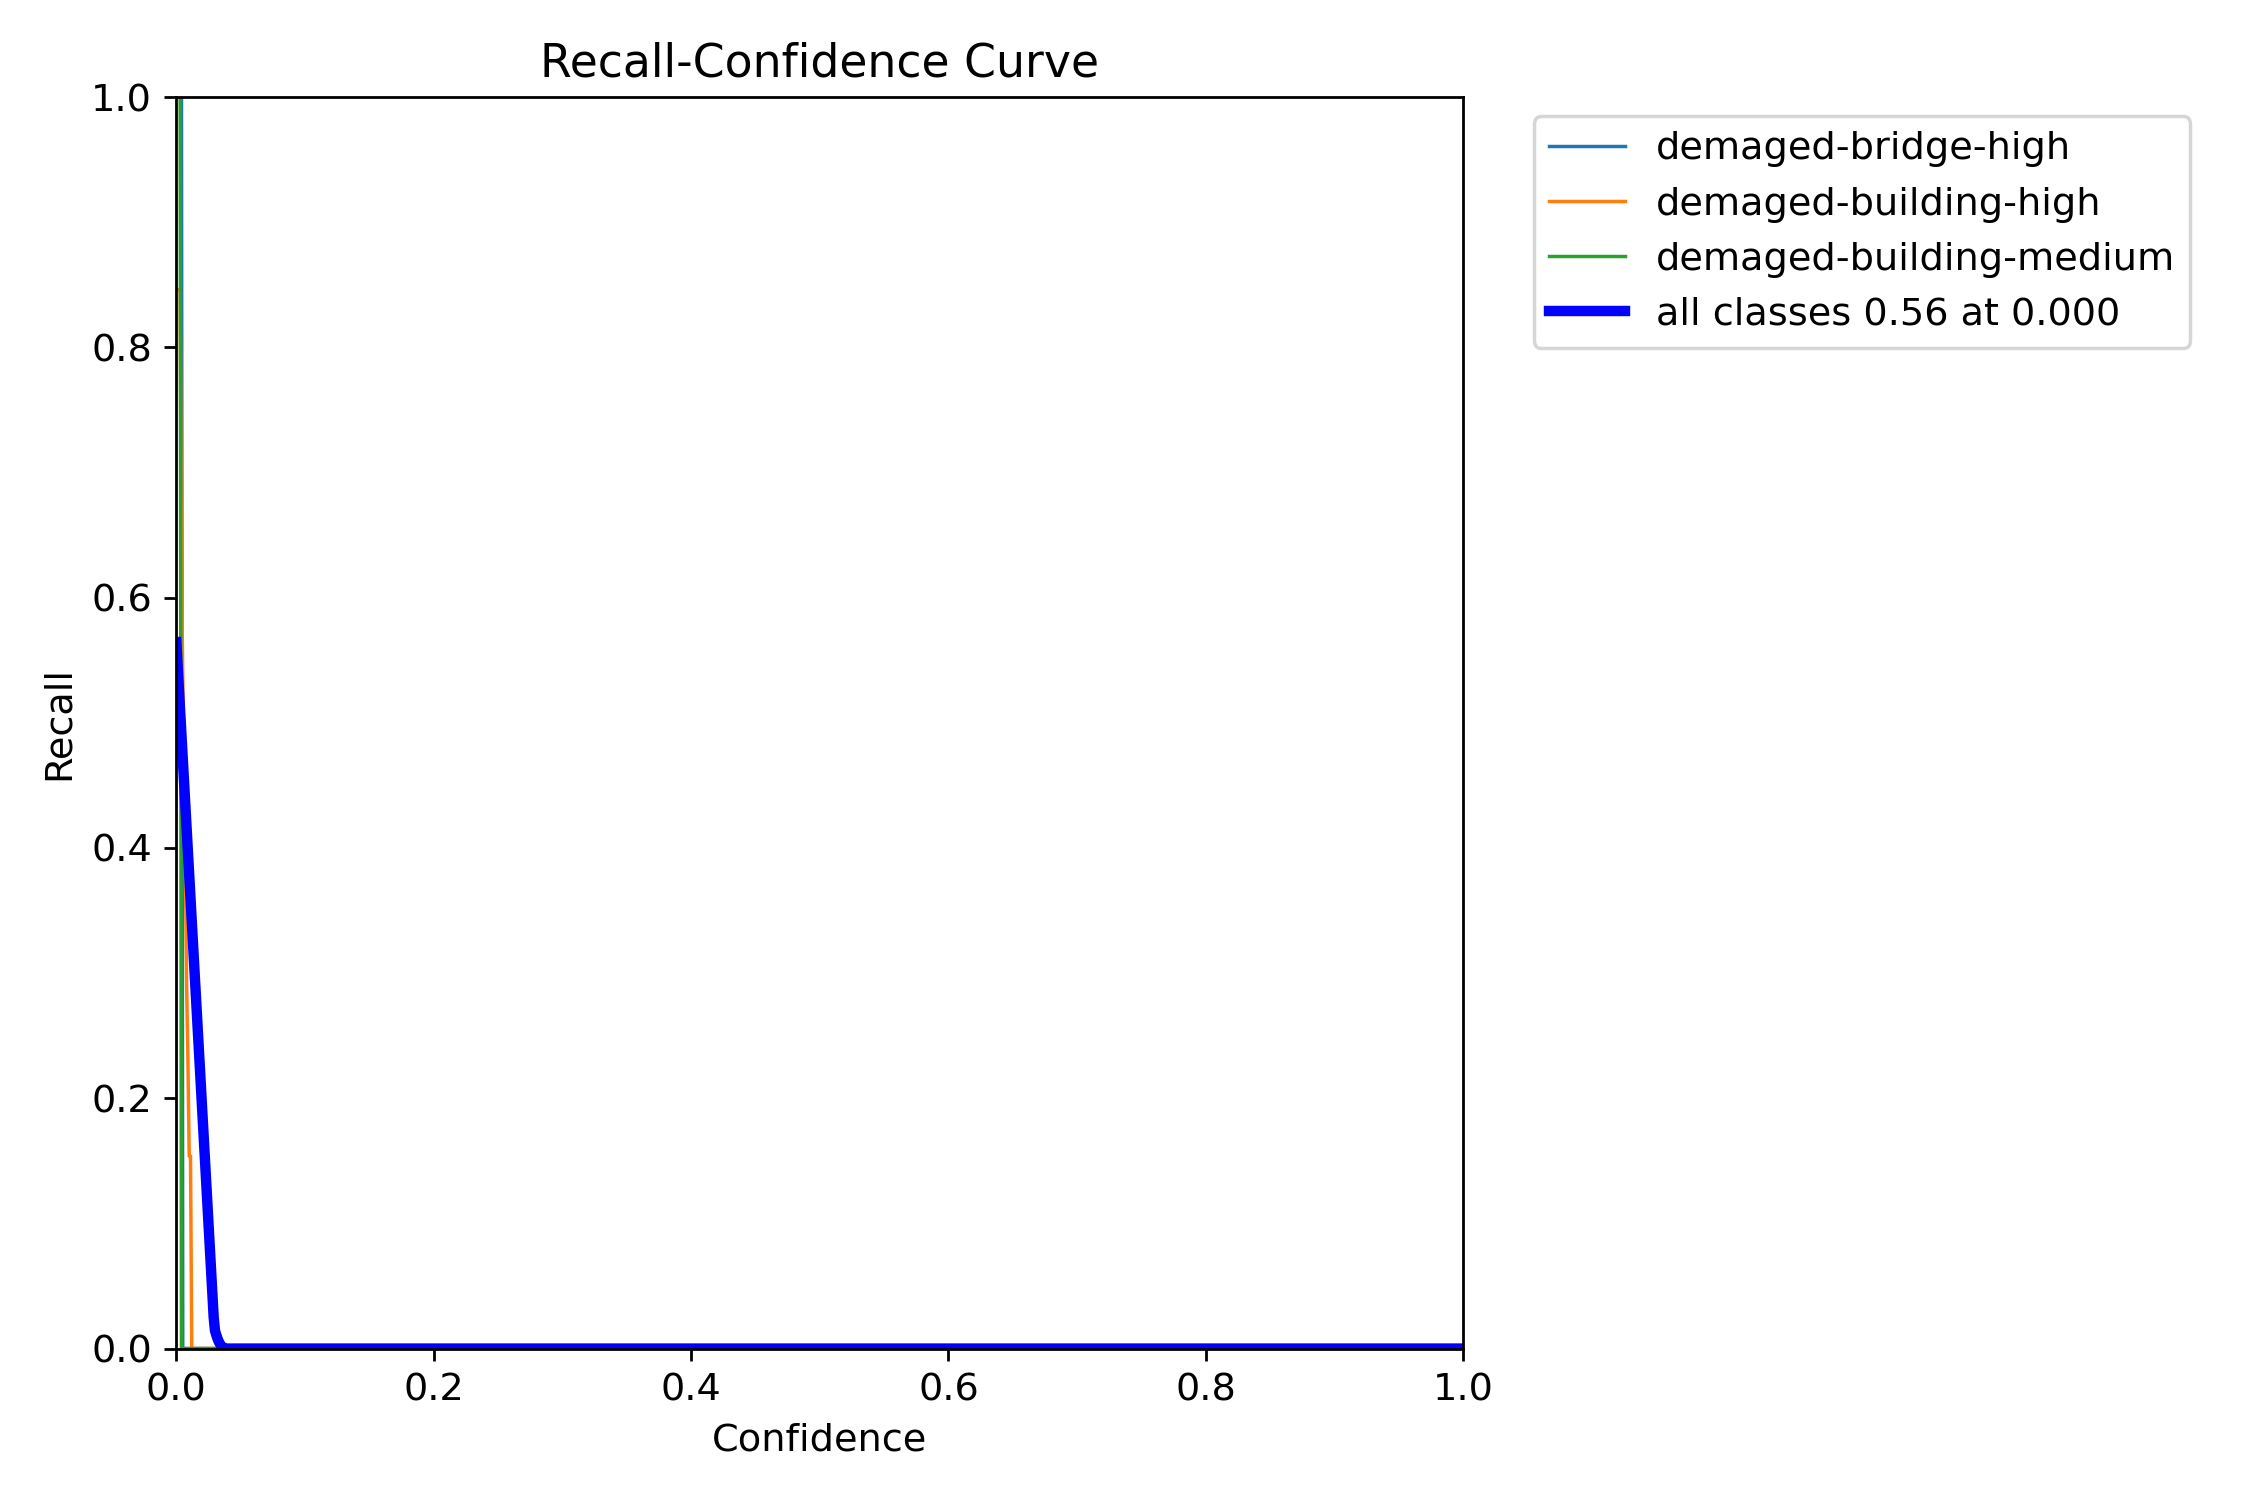 Recall-Confidence Curve
1.0
0.8
0.6
0.4
0.2
0.0
Recall
0.0 0.2 0.4 0.6 0.8 1.0
Confidence
demaged-bridge-high
demaged-building-high
demaged-building-medium
all classes 0.56 at 0.000